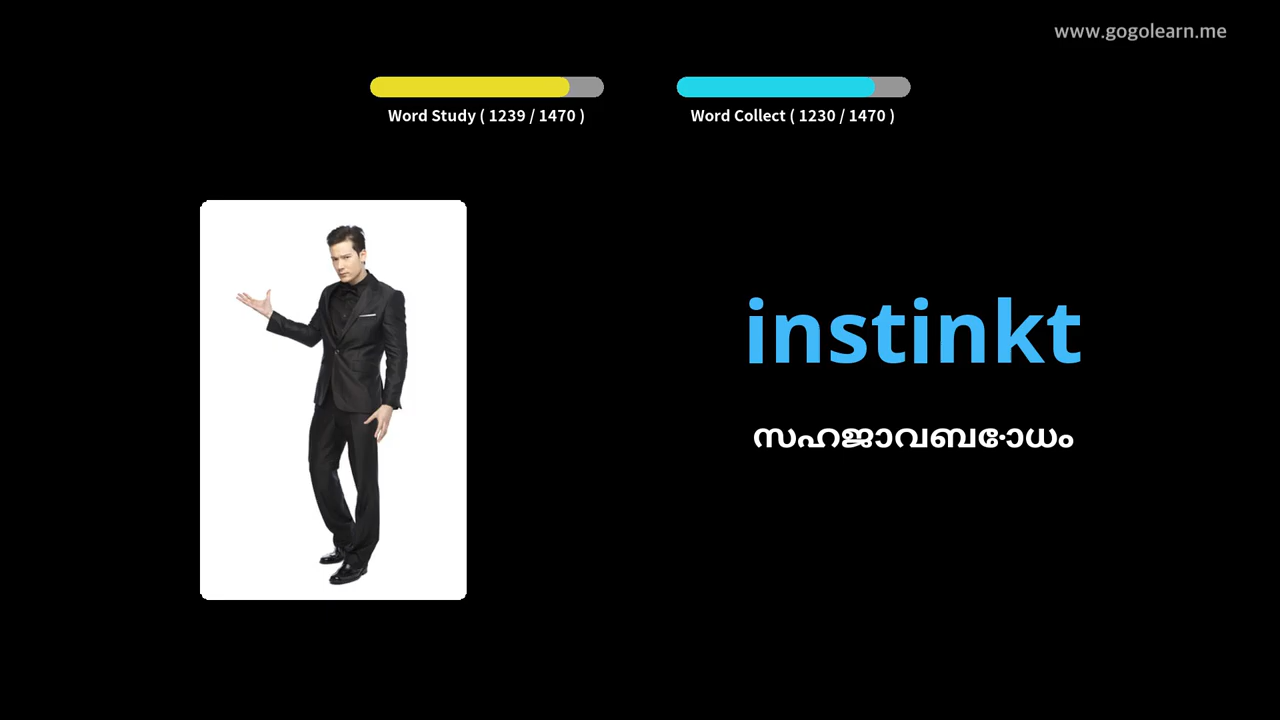 www.gogolearn.me
Word Study ( 1239 / 1470 )
Word Collect ( 1230 / 1470 )
instinkt
സഹജാവബോധം